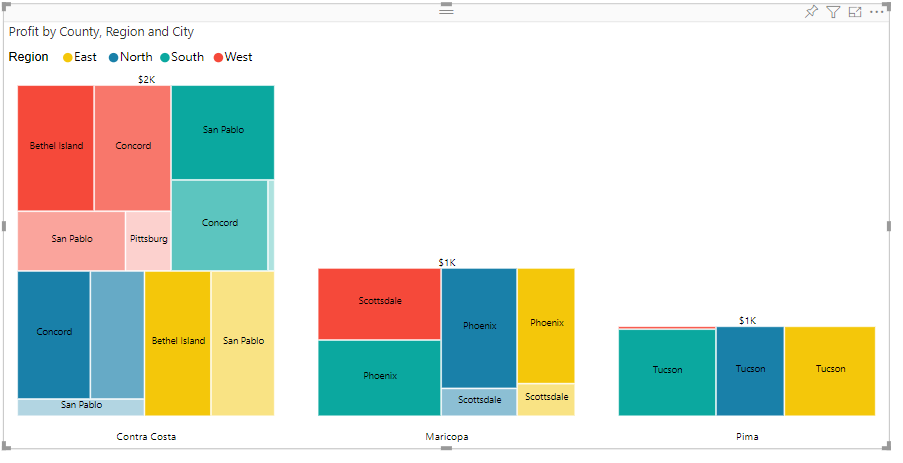 Profit by County, Region and City
Region East North South West
$2K
Bethel Island Concord San Pablo
San Pablo Pittsburg Concord
Concord Bethel Island San Pablo
San Pablo
$1K
Scottsdale Phoenix Phoenix
Phoenix Scottsdale Scottsdale
$1K
Tucson Tucson Tucson
Contra Costa Maricopa Pima